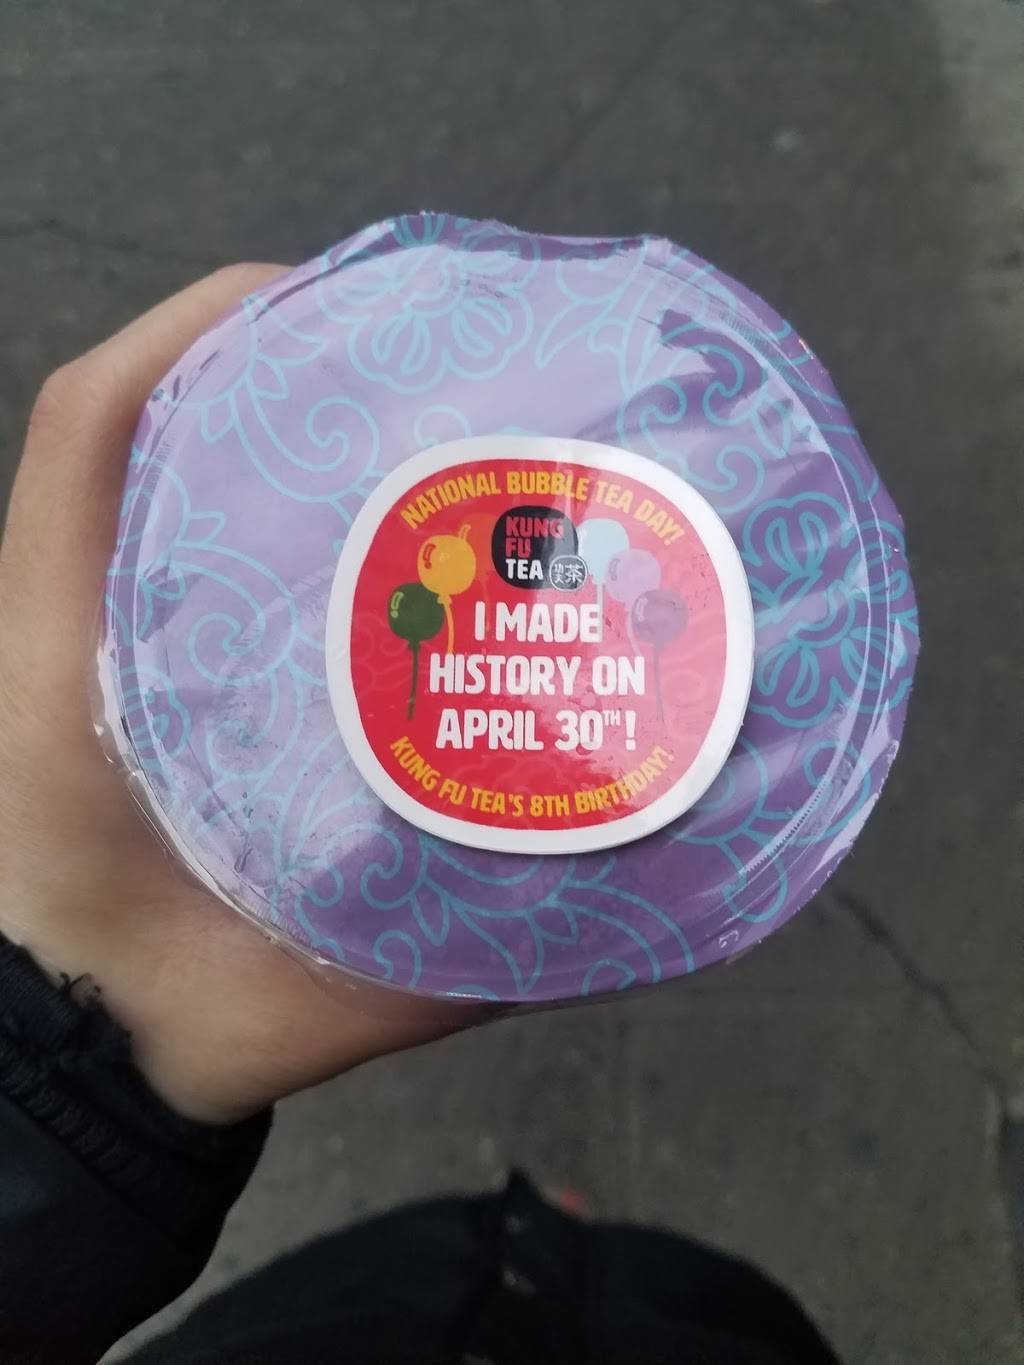 NATIONAL BUBBLE TEA DAY!
KUNG
FU
TEA 功夫茶
I MADE
HISTORY ON
APRIL 30TH!
KUNG FU TEA'S 8TH BIRTHDAY!